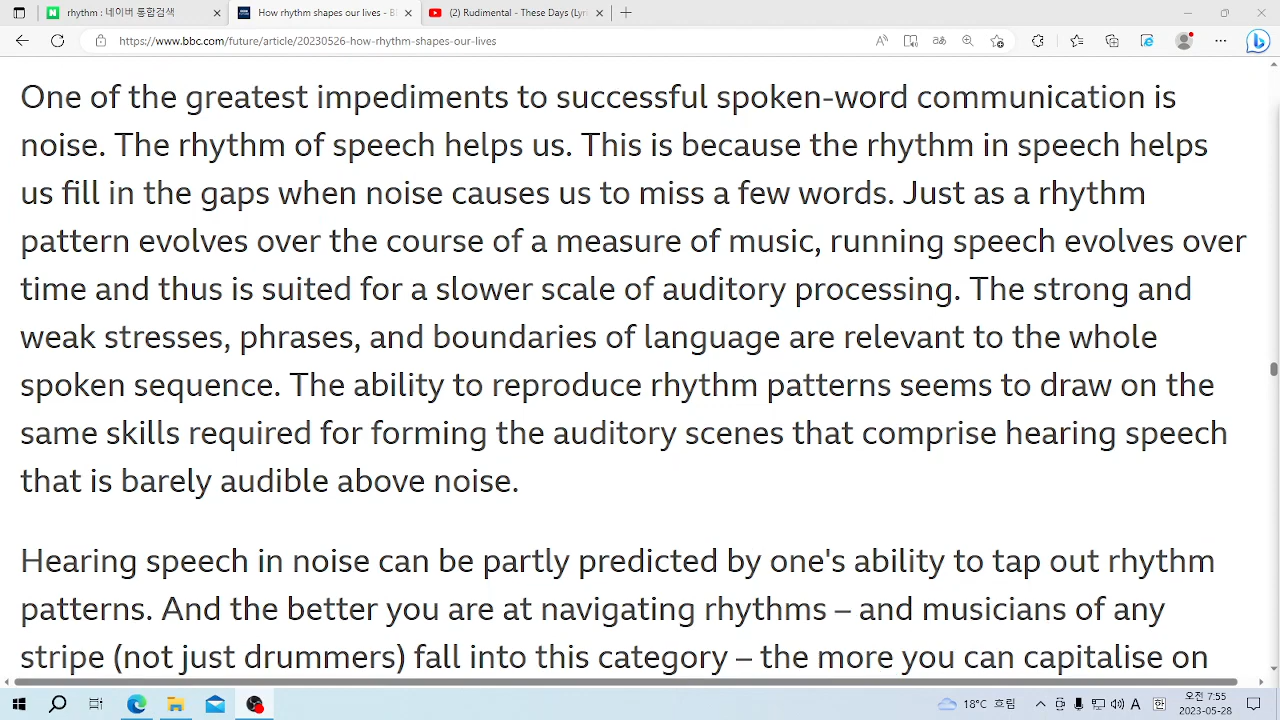 rhythm : 네이버 통합검색
How rhythm shapes our lives - B
(2) Rudimental - These Days (Lyr
https://www.bbc.com/future/article/20230526-how-rhythm-shapes-our-lives
One of the greatest impediments to successful spoken-word communication is
noise. The rhythm of speech helps us. This is because the rhythm in speech helps
us fill in the gaps when noise causes us to miss a few words. Just as a rhythm
pattern evolves over the course of a measure of music, running speech evolves over
time and thus is suited for a slower scale of auditory processing. The strong and
weak stresses, phrases, and boundaries of language are relevant to the whole
spoken sequence. The ability to reproduce rhythm patterns seems to draw on the
same skills required for forming the auditory scenes that comprise hearing speech
that is barely audible above noise.
Hearing speech in noise can be partly predicted by one's ability to tap out rhythm
patterns. And the better you are at navigating rhythms – and musicians of any
stripe (not just drummers) fall into this category – the more you can capitalise on
18°C 흐림
A
오전 7:55
2023-05-28